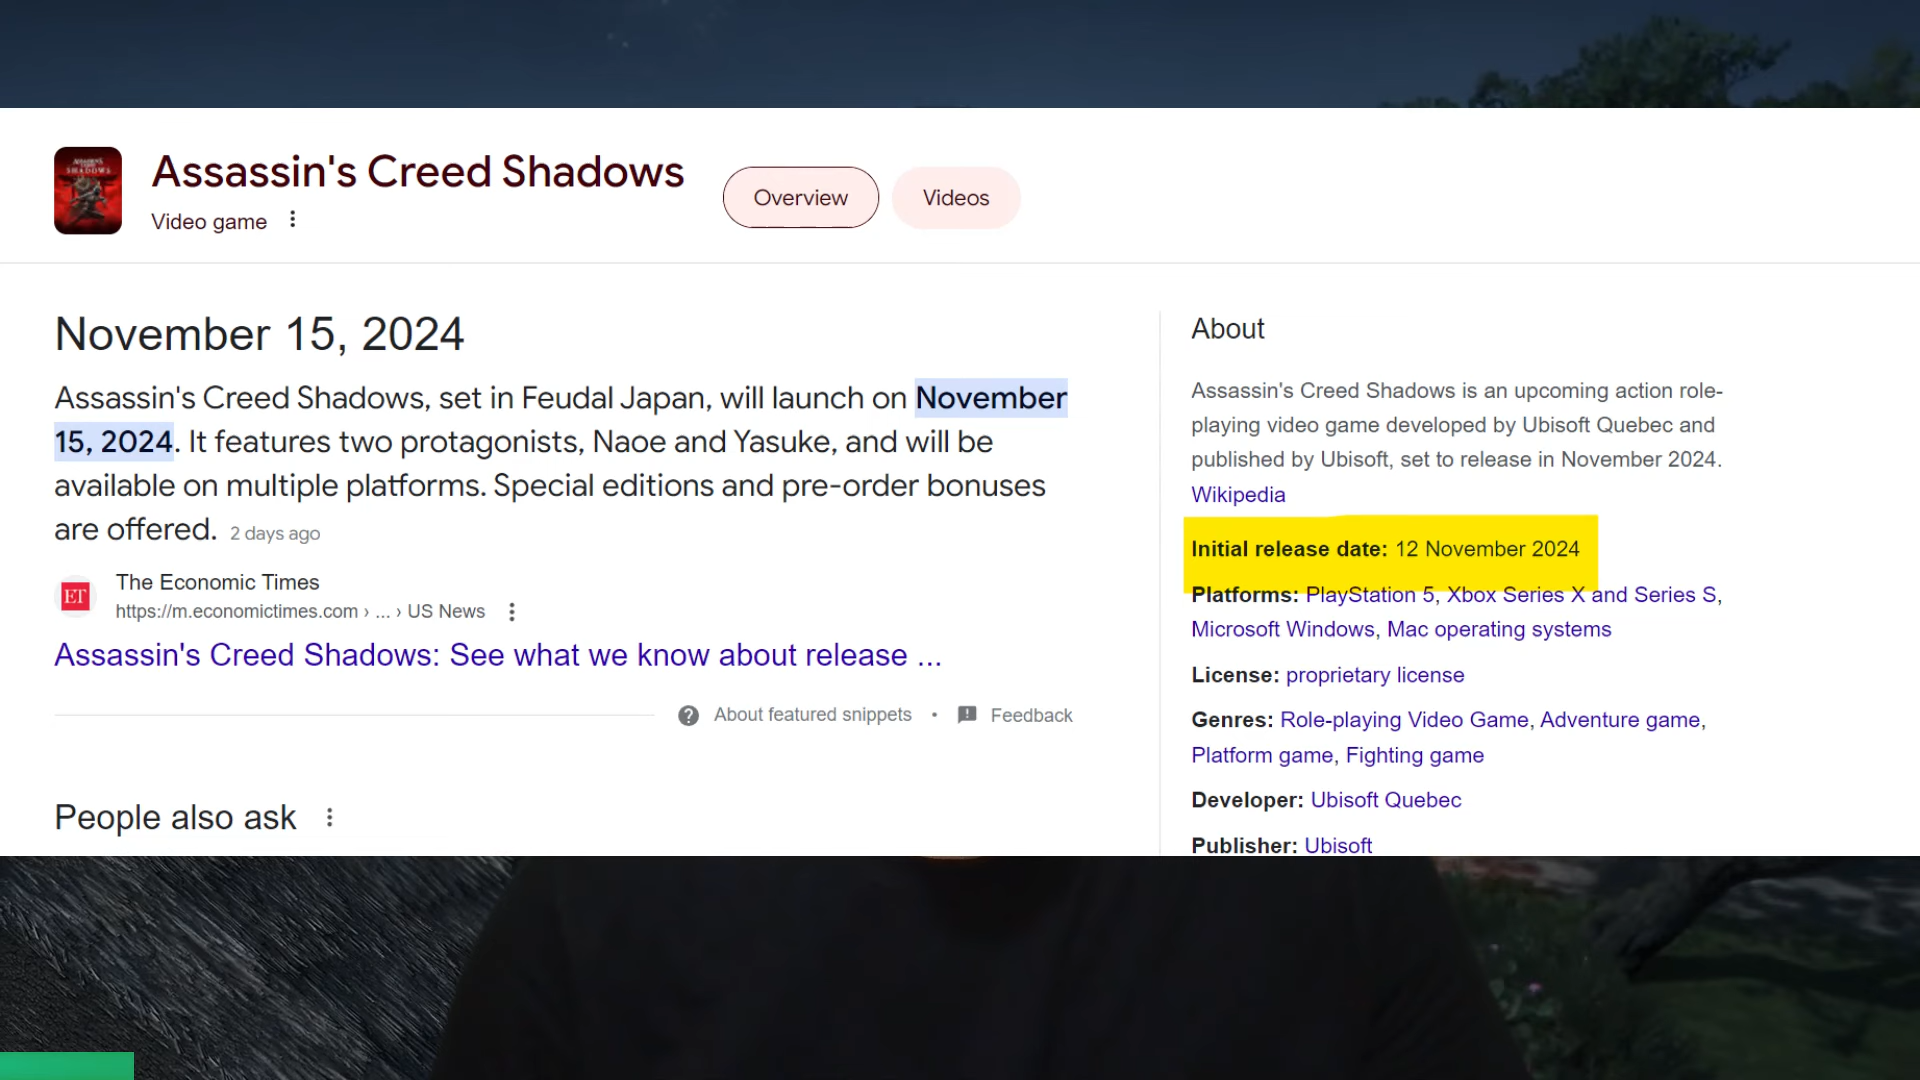 Assassin's Creed Shadows
Video game
Overview
Videos
November 15, 2024
Assassin's Creed Shadows, set in Feudal Japan, will launch on November
15, 2024. It features two protagonists, Naoe and Yasuke, and will be
available on multiple platforms. Special editions and pre-order bonuses
are offered. 2 days ago
ET
The Economic Times
https://m.economictimes.com › ... › US News
Assassin's Creed Shadows: See what we know about release ...
About featured snippets • Feedback
People also ask
About
Assassin's Creed Shadows is an upcoming action role-
playing video game developed by Ubisoft Quebec and
published by Ubisoft, set to release in November 2024.
Wikipedia
Initial release date: 12 November 2024
Platforms: PlayStation 5, Xbox Series X and Series S,
Microsoft Windows, Mac operating systems
License: proprietary license
Genres: Role-playing Video Game, Adventure game,
Platform game, Fighting game
Developer: Ubisoft Quebec
Publisher: Ubisoft